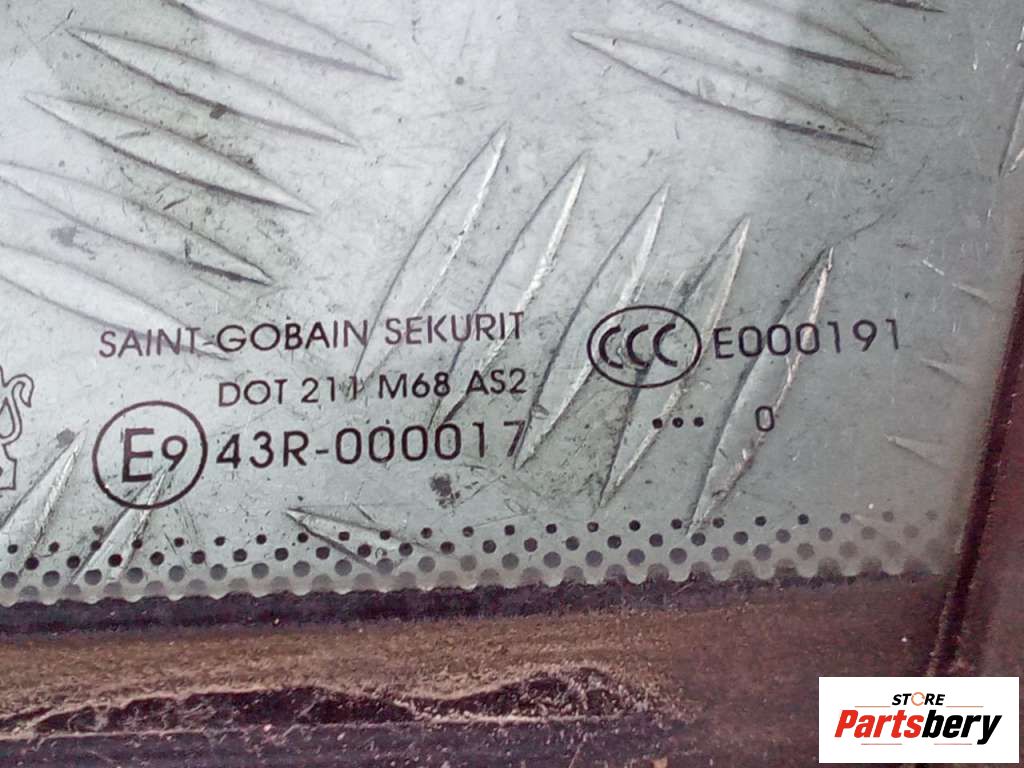 SAINT-GOBAIN SEKURIT
DOT 211 M68 AS2
E9 43R-000017
CCC E000191
... 0
STORE
Partsbery